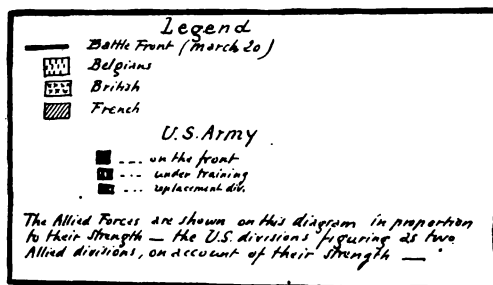 Legend
Battle Front (March 20)
Belgians
British
French
U.S. Army
on the front
under training
replacement div.
The Allied Forces are shown on this diagram in proportion
to their strength — the U.S. divisions figuring as two
Allied divisions, on account of their strength —